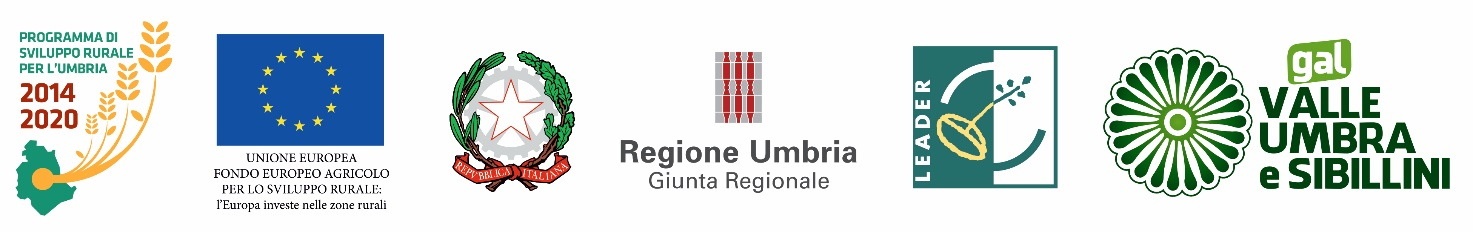 PROGRAMMA DI
SVILUPPO RURALE
PER L'UMBRIA
2014
2020
UNIONE EUROPEA
FONDO EUROPEO AGRICOLO
PER LO SVILUPPO RURALE:
l'Europa investe nelle zone rurali
REPVBBLICA ITALIANA
Regione Umbria
Giunta Regionale
LEADER
gal
VALLE
UMBRA
e SIBILLINI